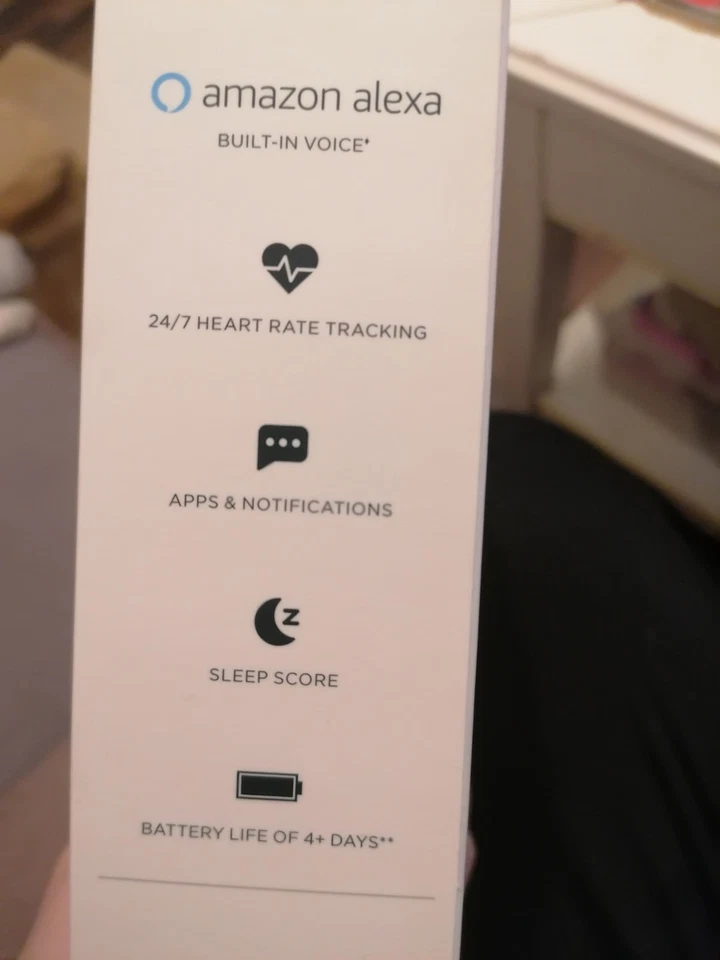 amazon alexa
BUILT-IN VOICE*
24/7 HEART RATE TRACKING
APPS & NOTIFICATIONS
Z
SLEEP SCORE
BATTERY LIFE OF 4+ DAYS**